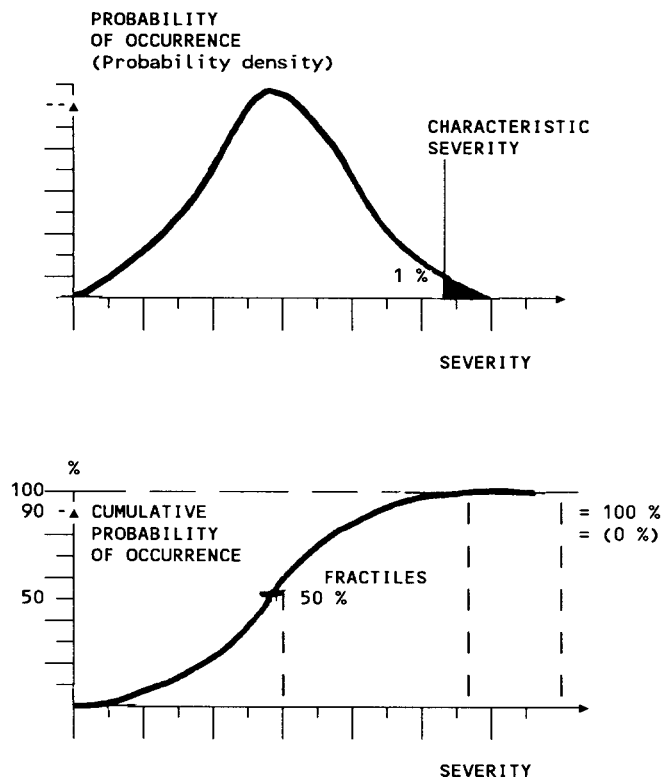 PROBABILITY
OF OCCURRENCE
(Probability density)
CHARACTERISTIC
SEVERITY
1 %
SEVERITY
%
100
90
CUMULATIVE
PROBABILITY
OF OCCURRENCE
= 100 %
= (0 %)
FRACTILES
50
50 %
SEVERITY